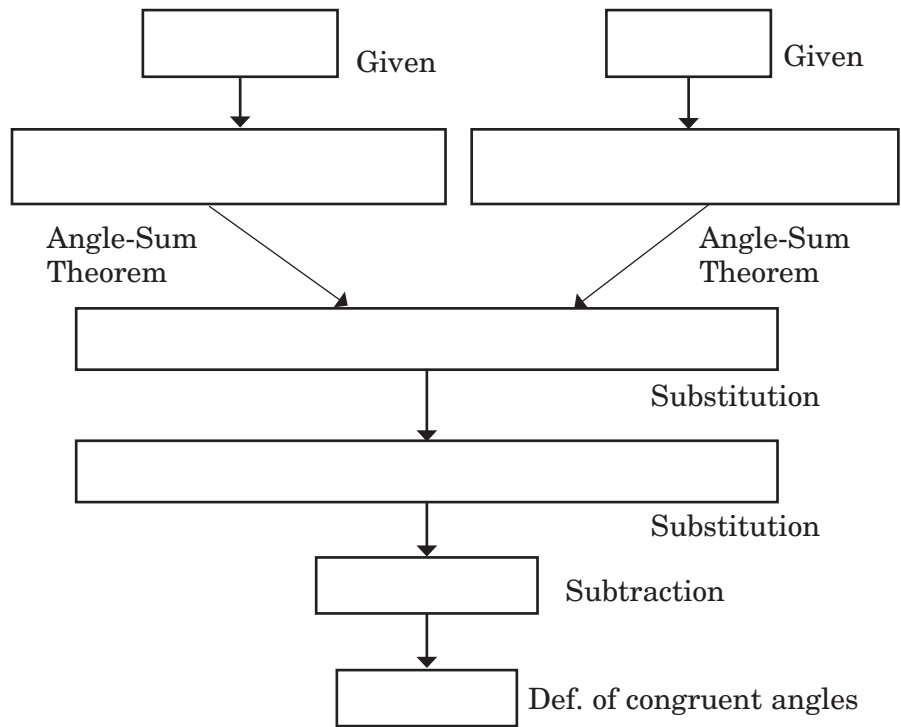 Given
Given
Angle-Sum
Theorem
Angle-Sum
Theorem
Substitution
Substitution
Subtraction
Def. of congruent angles